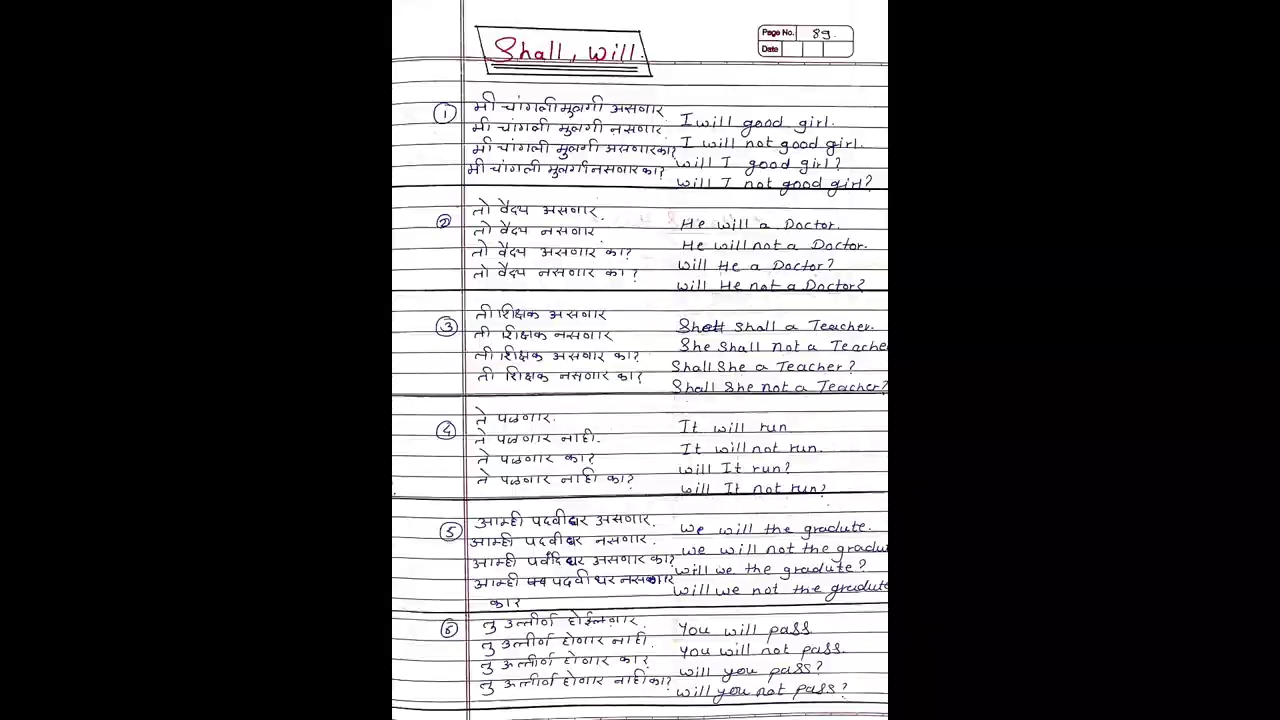 Shall, will.
Page No. 89.
Date
① मी चांगली मुलगी असणार
I will good girl.
मी चांगली मुलगी नसणार
I will not good girl.
मी चांगली मुलगी असणार का?
will I good girl?
मी चांगली मुलगी नसणार का?
will I not good girl?
② तो वैद्य असणार.
He will a Doctor.
तो वैद्य नसणार
He will not a Doctor.
तो वैद्य असणार का?
will He a Doctor?
तो वैद्य नसणार का?
will He not a Doctor?
③ ती शिक्षक असणार
She shall a Teacher.
ती शिक्षक नसणार
She shall not a Teache
ती शिक्षक असणार का?
Shall She a Teacher?
ती शिक्षक नसणार का?
Shall She not a Teacher?
④ ते पळणार.
It will run
ते पळणार नाही.
It will not run.
ते पळणार का?
will It run?
ते पळणार नाही का?
will It not run?
⑤ आम्ही पदवीधर असणार.
we will the gradute.
आम्ही पदवीधर नसणार.
we will not the gradu
आम्ही असणार का?
will we the gradute?
आम्ही पदवीधर नसणार
will we not the gradute
कार
⑥ तु उत्तीर्ण
You will pass
तु उत्तीर्ण होणार नाही.
You will not pass.
तु उत्तीर्ण होणार का?
will you pass?
तु उत्तीर्ण होणार नाही का?
will you not pass?